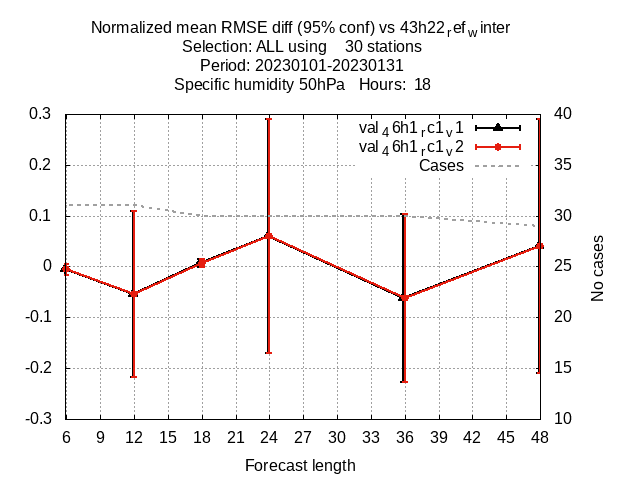 Normalized mean RMSE diff (95% conf) vs 43h22refwinter
Selection: ALL using 30 stations
Period: 20230101-20230131
Specific humidity 50hPa Hours: 18
0.3
0.2
0.1
0
-0.1
-0.2
-0.3
val46h1rc1v1
val46h1rc1v2
Cases
40
35
30
25
20
15
10
No cases
6 9 12 15 18 21 24 27 30 33 36 39 42 45 48
Forecast length